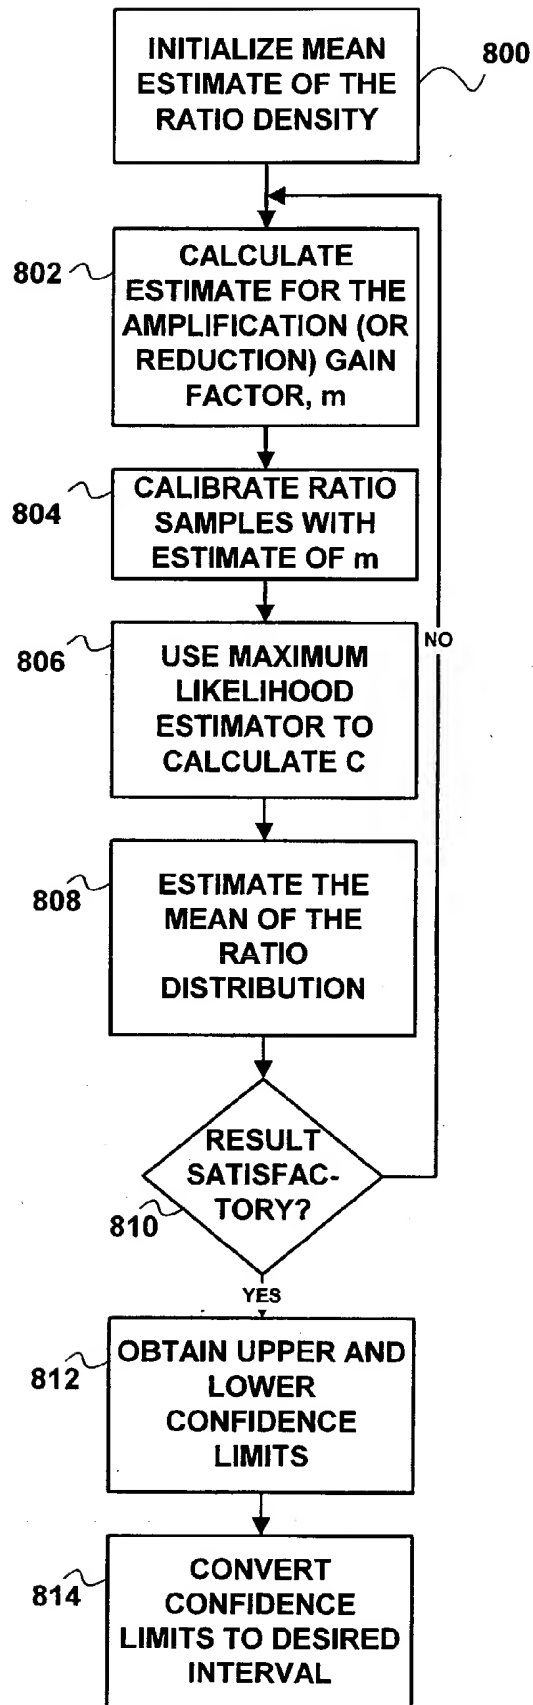 INITIALIZE MEAN
ESTIMATE OF THE
RATIO DENSITY
800
802
CALCULATE
ESTIMATE FOR THE
AMPLIFICATION (OR
REDUCTION) GAIN
FACTOR, m
804
CALIBRATE RATIO
SAMPLES WITH
ESTIMATE OF m
806
USE MAXIMUM
LIKELIHOOD
ESTIMATOR TO
CALCULATE C
NO
808
ESTIMATE THE
MEAN OF THE
RATIO
DISTRIBUTION
RESULT
SATISFAC-
TORY?
810
YES
812
OBTAIN UPPER AND
LOWER
CONFIDENCE
LIMITS
814
CONVERT
CONFIDENCE
LIMITS TO DESIRED
INTERVAL